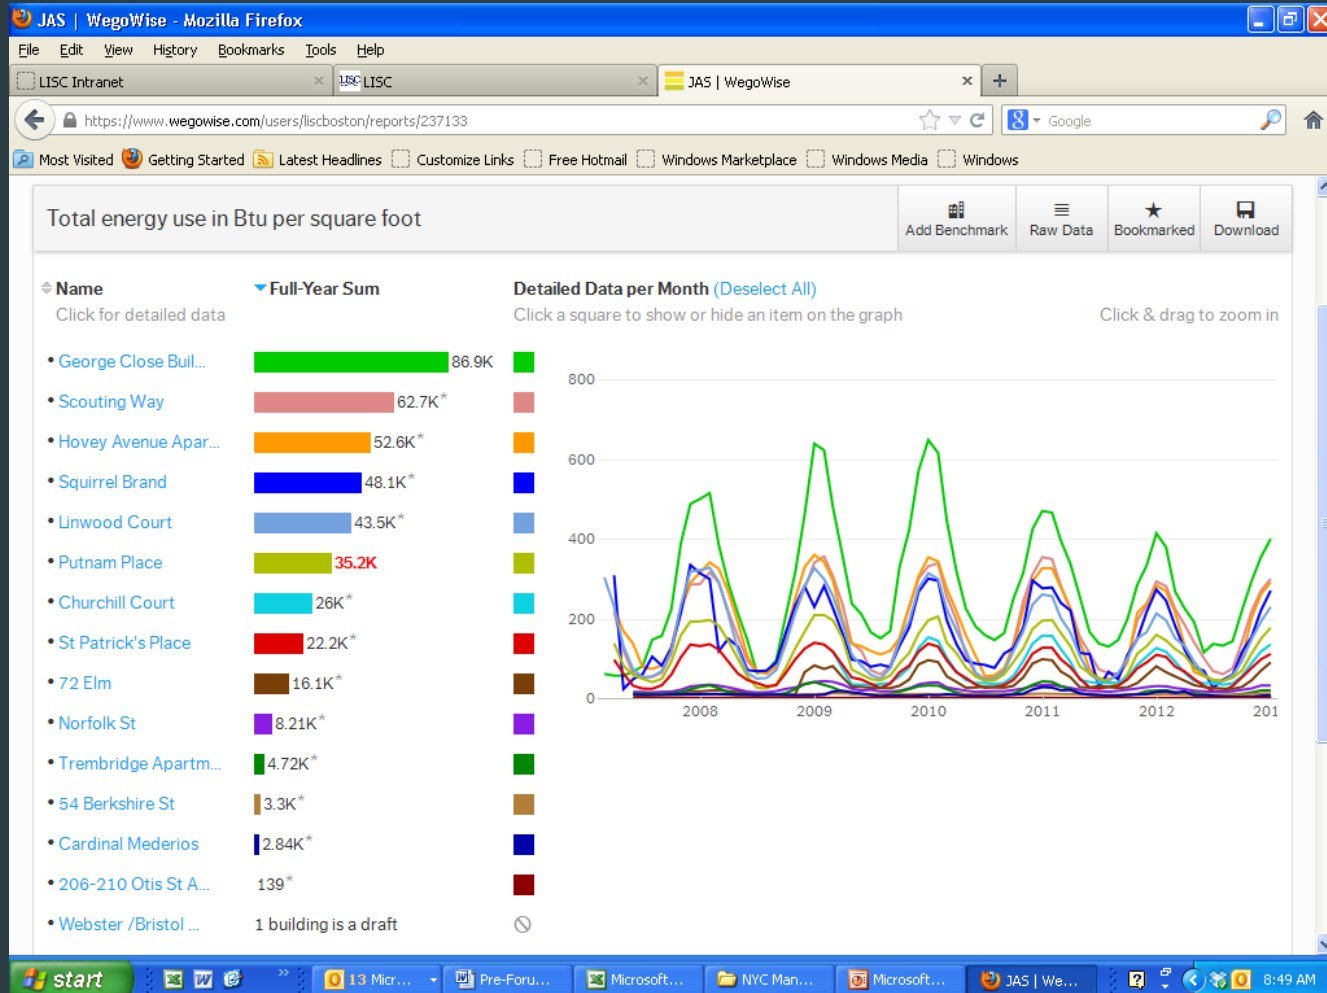 JAS | WegoWise - Mozilla Firefox
File Edit View History Bookmarks Tools Help
LISC Intranet × LISC LISC × JAS | WegoWise × +
https://www.wegowise.com/users/liscboston/reports/237133 8 Google
Most Visited Getting Started Latest Headlines Customize Links Free Hotmail Windows Marketplace Windows Media Windows
Total energy use in Btu per square foot
Add Benchmark Raw Data Bookmarked Download
Name Full-Year Sum Detailed Data per Month (Deselect All)
Click for detailed data Click a square to show or hide an item on the graph Click & drag to zoom in
• George Close Buil... 86.9K
• Scouting Way 62.7K*
• Hovey Avenue Apar... 52.6K*
• Squirrel Brand 48.1K*
• Linwood Court 43.5K*
• Putnam Place 35.2K
• Churchill Court 26K*
• St Patrick's Place 22.2K*
• 72 Elm 16.1K*
• Norfolk St 8.21K*
• Trembridge Apartm... 4.72K*
• 54 Berkshire St 3.3K*
• Cardinal Mederios 2.84K*
• 206-210 Otis St A... 139*
• Webster /Bristol ... 1 building is a draft
800
600
400
200
0
2008 2009 2010 2011 2012 201
start 13 Micr... Pre-Foru... Microsoft... NYC Man... Microsoft... JAS | We... 8:49 AM